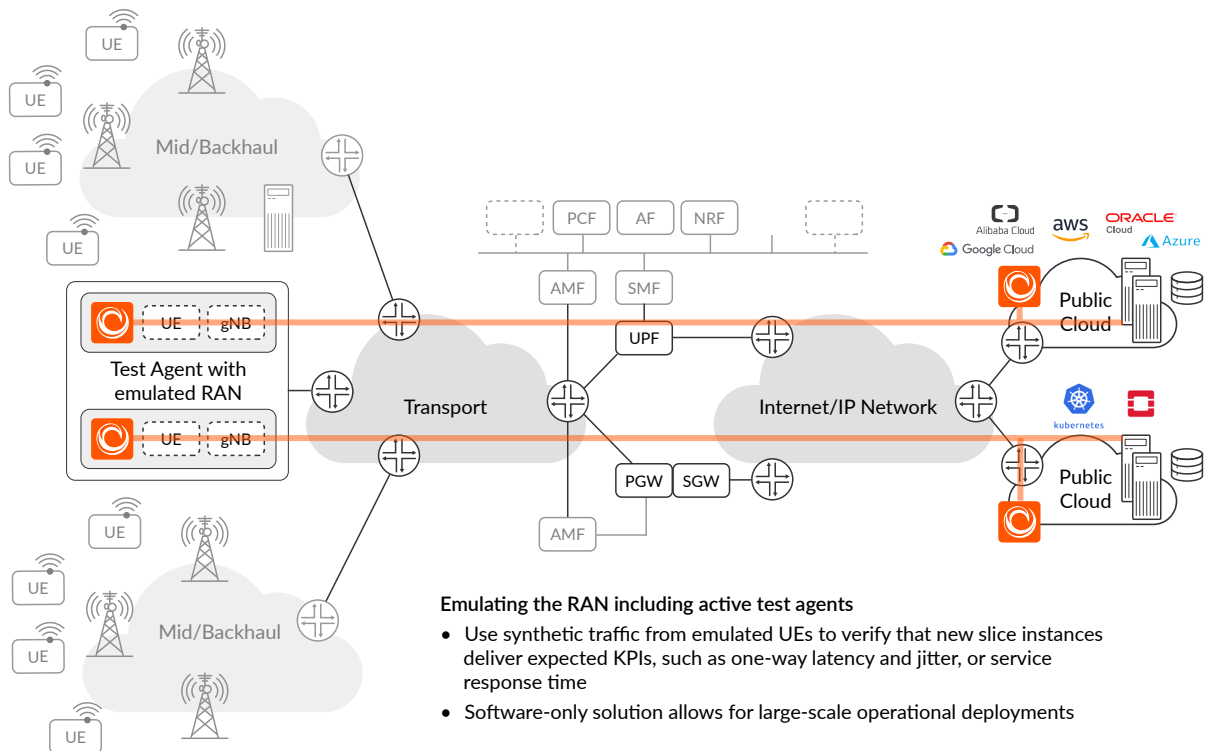 UE
UE
UE
UE
Mid/Backhaul
PCF
AF
NRF
Alibaba Cloud
aws
ORACLE
Cloud
Google Cloud
Azure
AMF
SMF
UE
gNB
UPF
Public
Cloud
Test Agent with
emulated RAN
Transport
Internet/IP Network
kubernetes
UE
gNB
PGW
SGW
Public
Cloud
AMF
UE
UE
UE
UE
Mid/Backhaul
Emulating the RAN including active test agents
• Use synthetic traffic from emulated UEs to verify that new slice instances
deliver expected KPIs, such as one-way latency and jitter, or service
response time
• Software-only solution allows for large-scale operational deployments